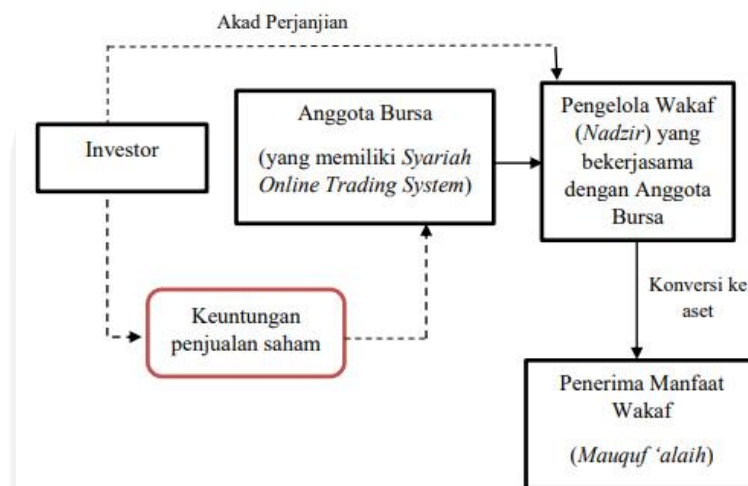 Akad Perjanjian
Investor
Anggota Bursa
(yang memiliki Syariah
Online Trading System)
Pengelola Wakaf
(Nadzir) yang
bekerjasama
dengan Anggota
Bursa
Keuntungan
penjualan saham
Konversi ke
aset
Penerima Manfaat
Wakaf
(Mauquf ‘alaih)